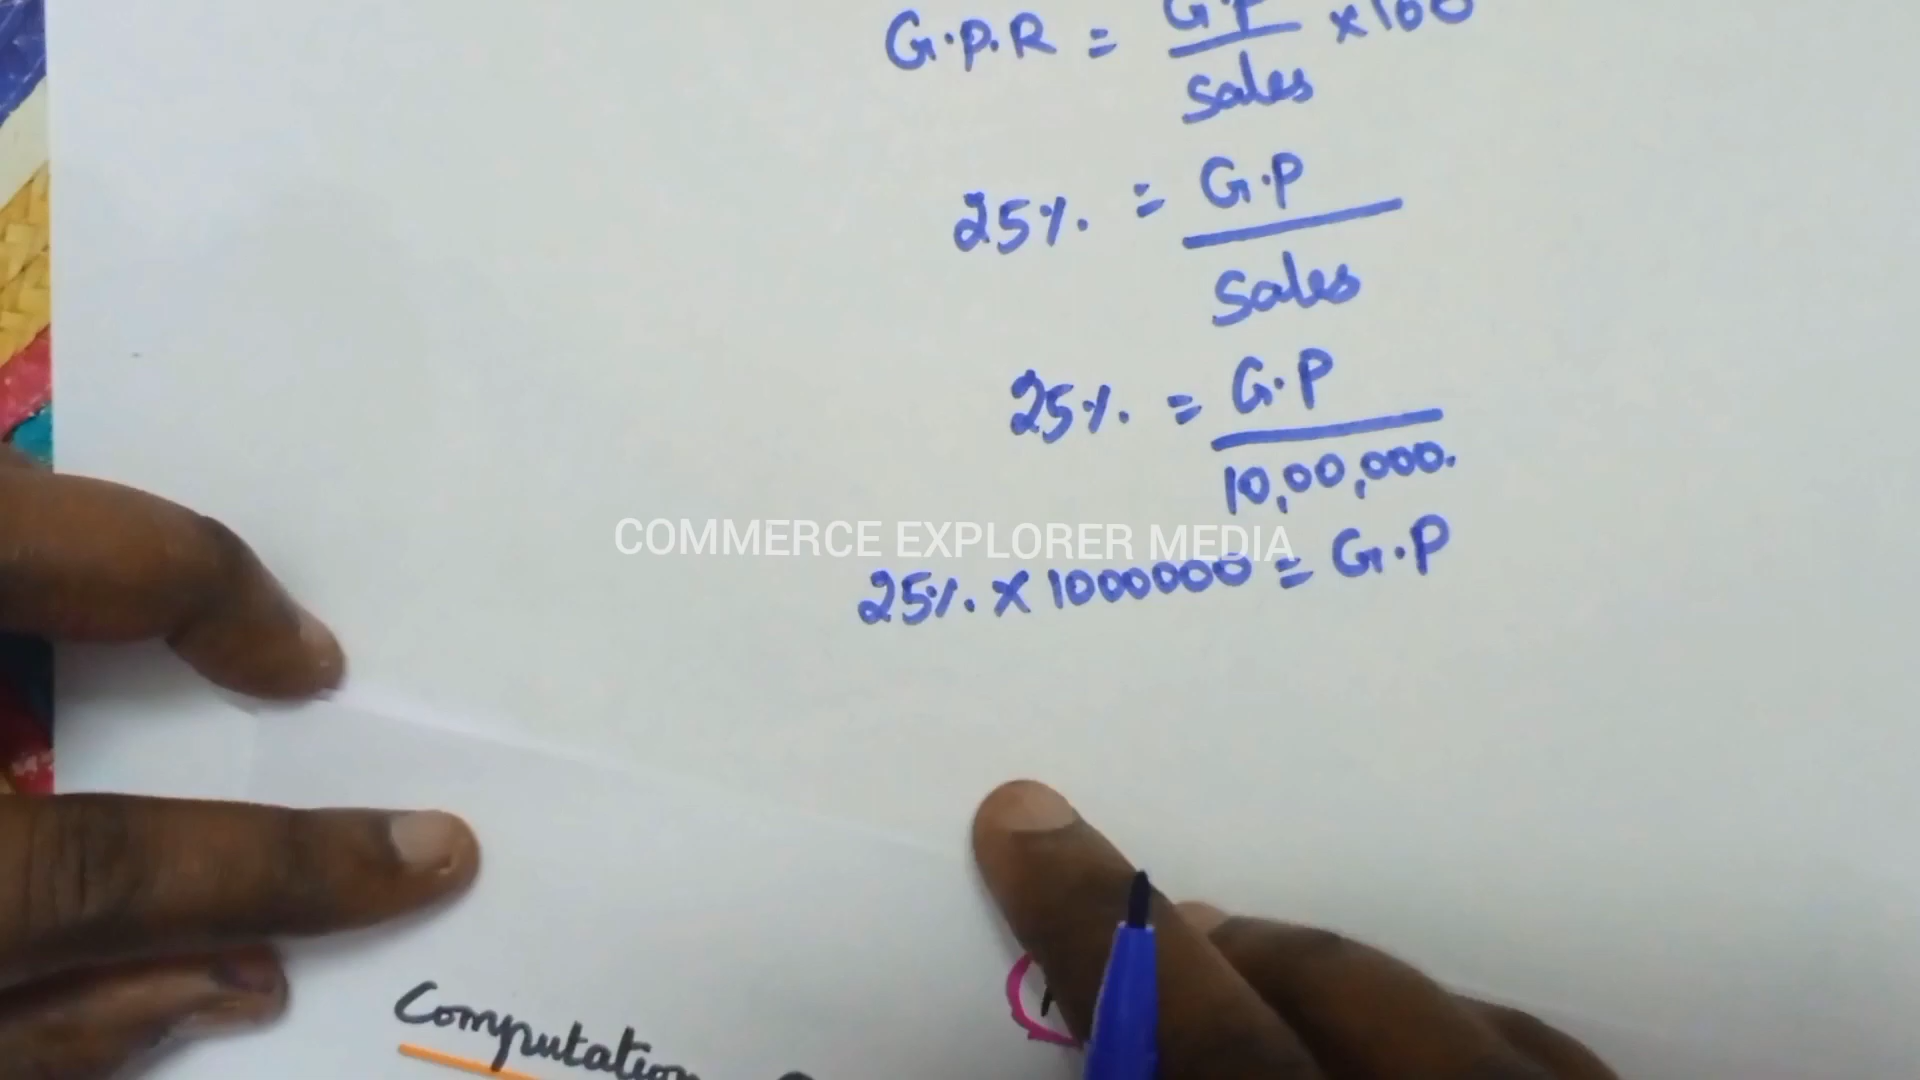 G.P.R = G.P / Sales × 100
25% = G.P / Sales
25% = G.P / 10,00,000.
COMMERCE EXPLORER MEDIA
25% × 1000000 = G.P
Computation